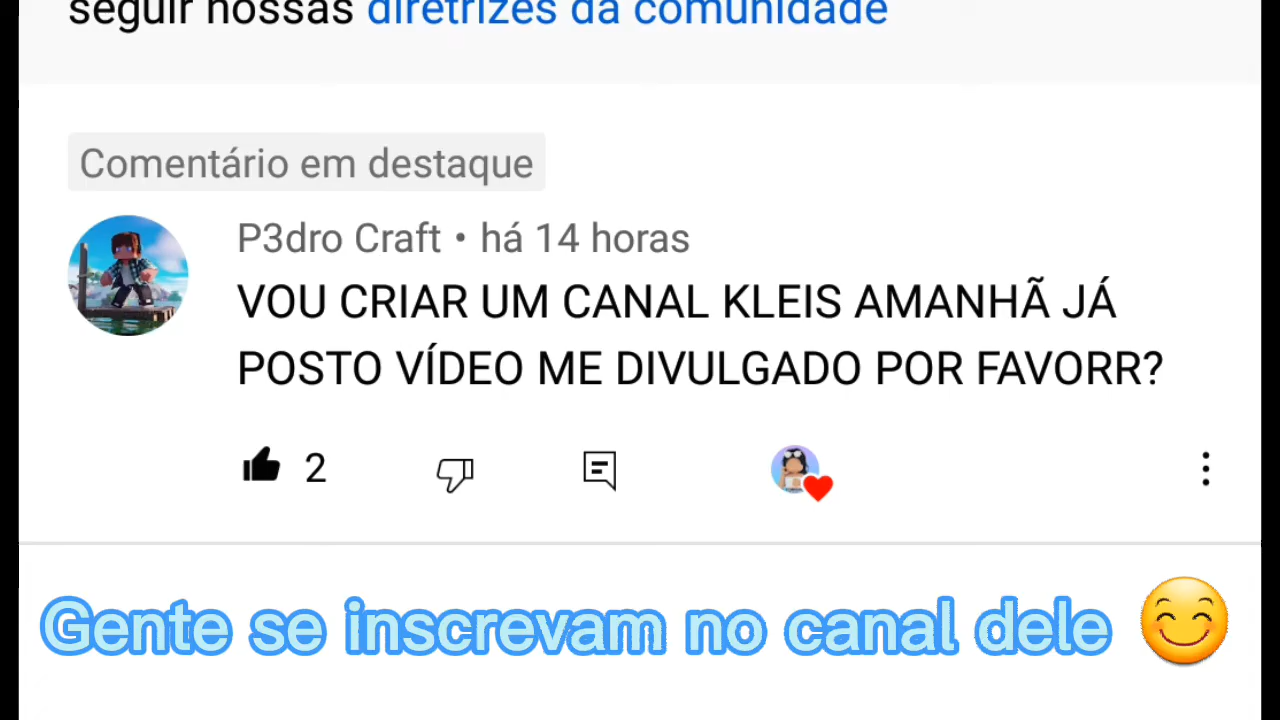 seguir nossas diretrizes da comunidade
Comentário em destaque
P3dro Craft • há 14 horas
VOU CRIAR UM CANAL KLEIS AMANHÃ JÁ
POSTO VÍDEO ME DIVULGADO POR FAVORR?
2
Gente se inscrevam no canal dele 😊